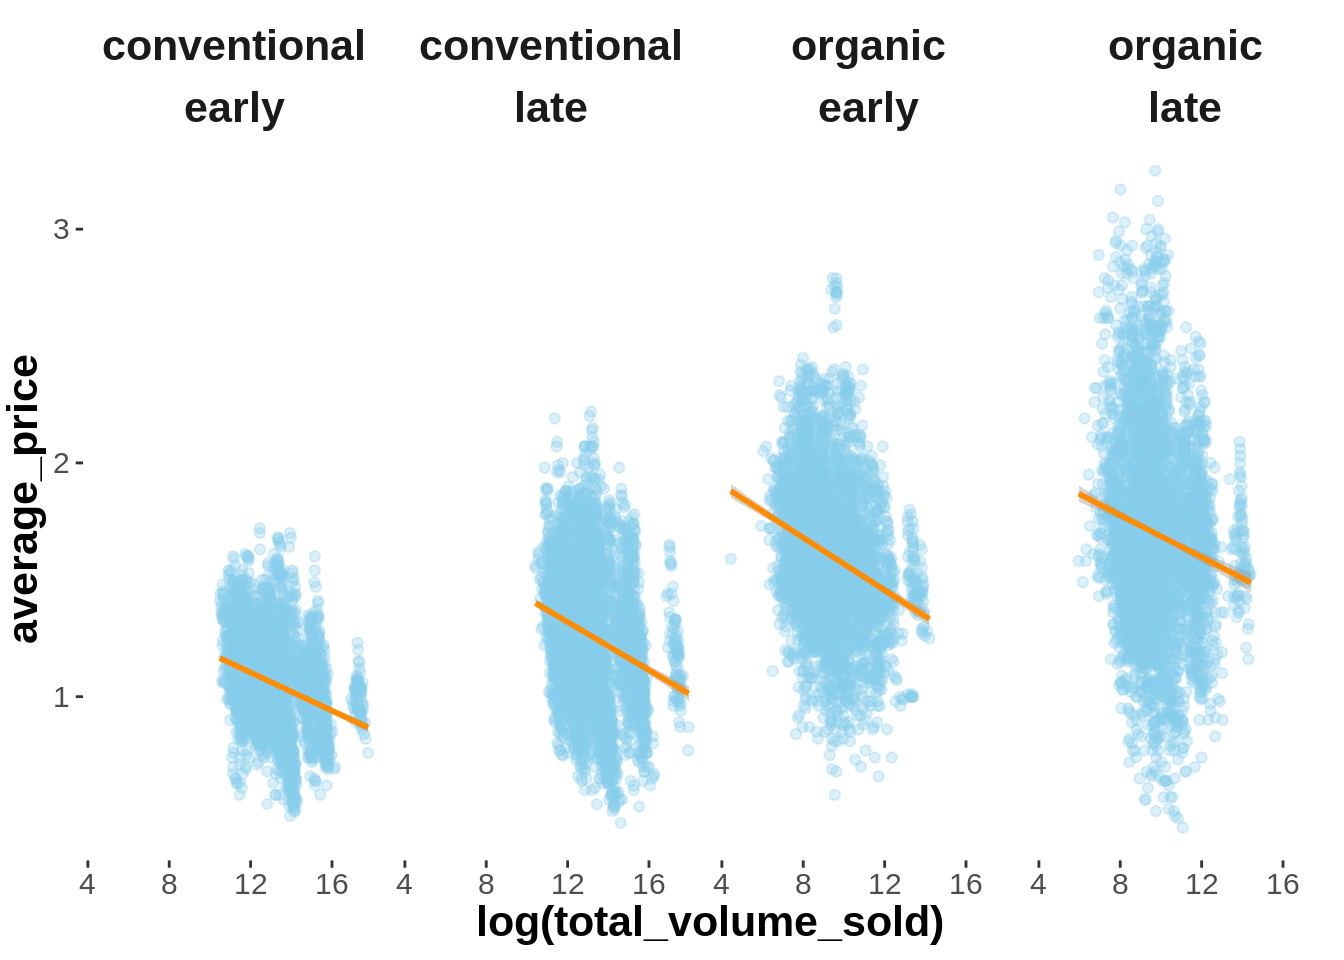 conventional conventional organic organic
early late early late
3
2
1
average_price
4 8 12 16 4 8 12 16 4 8 12 16 4 8 12 16
log(total_volume_sold)